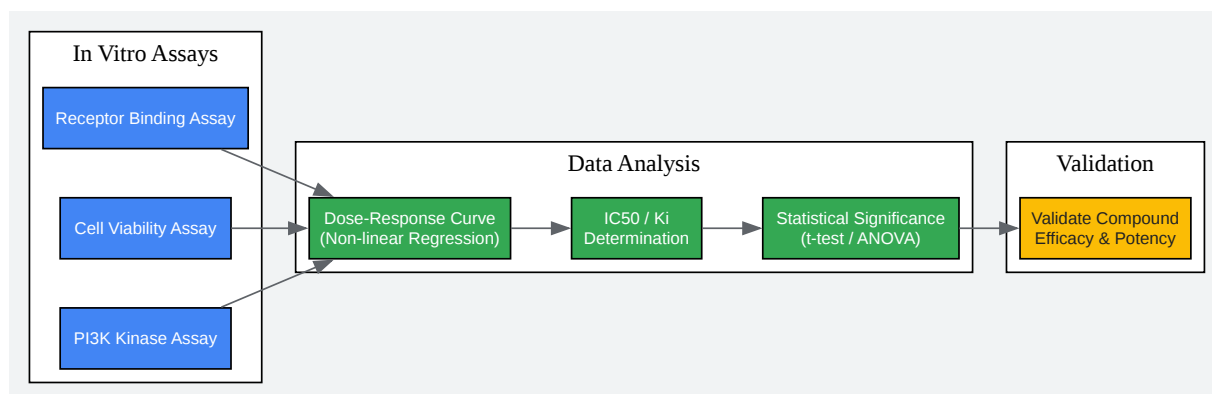 In Vitro Assays
Receptor Binding Assay
Cell Viability Assay
PI3K Kinase Assay
Data Analysis
Dose-Response Curve
(Non-linear Regression)
IC50 / Ki
Determination
Statistical Significance
(t-test / ANOVA)
Validation
Validate Compound
Efficacy & Potency